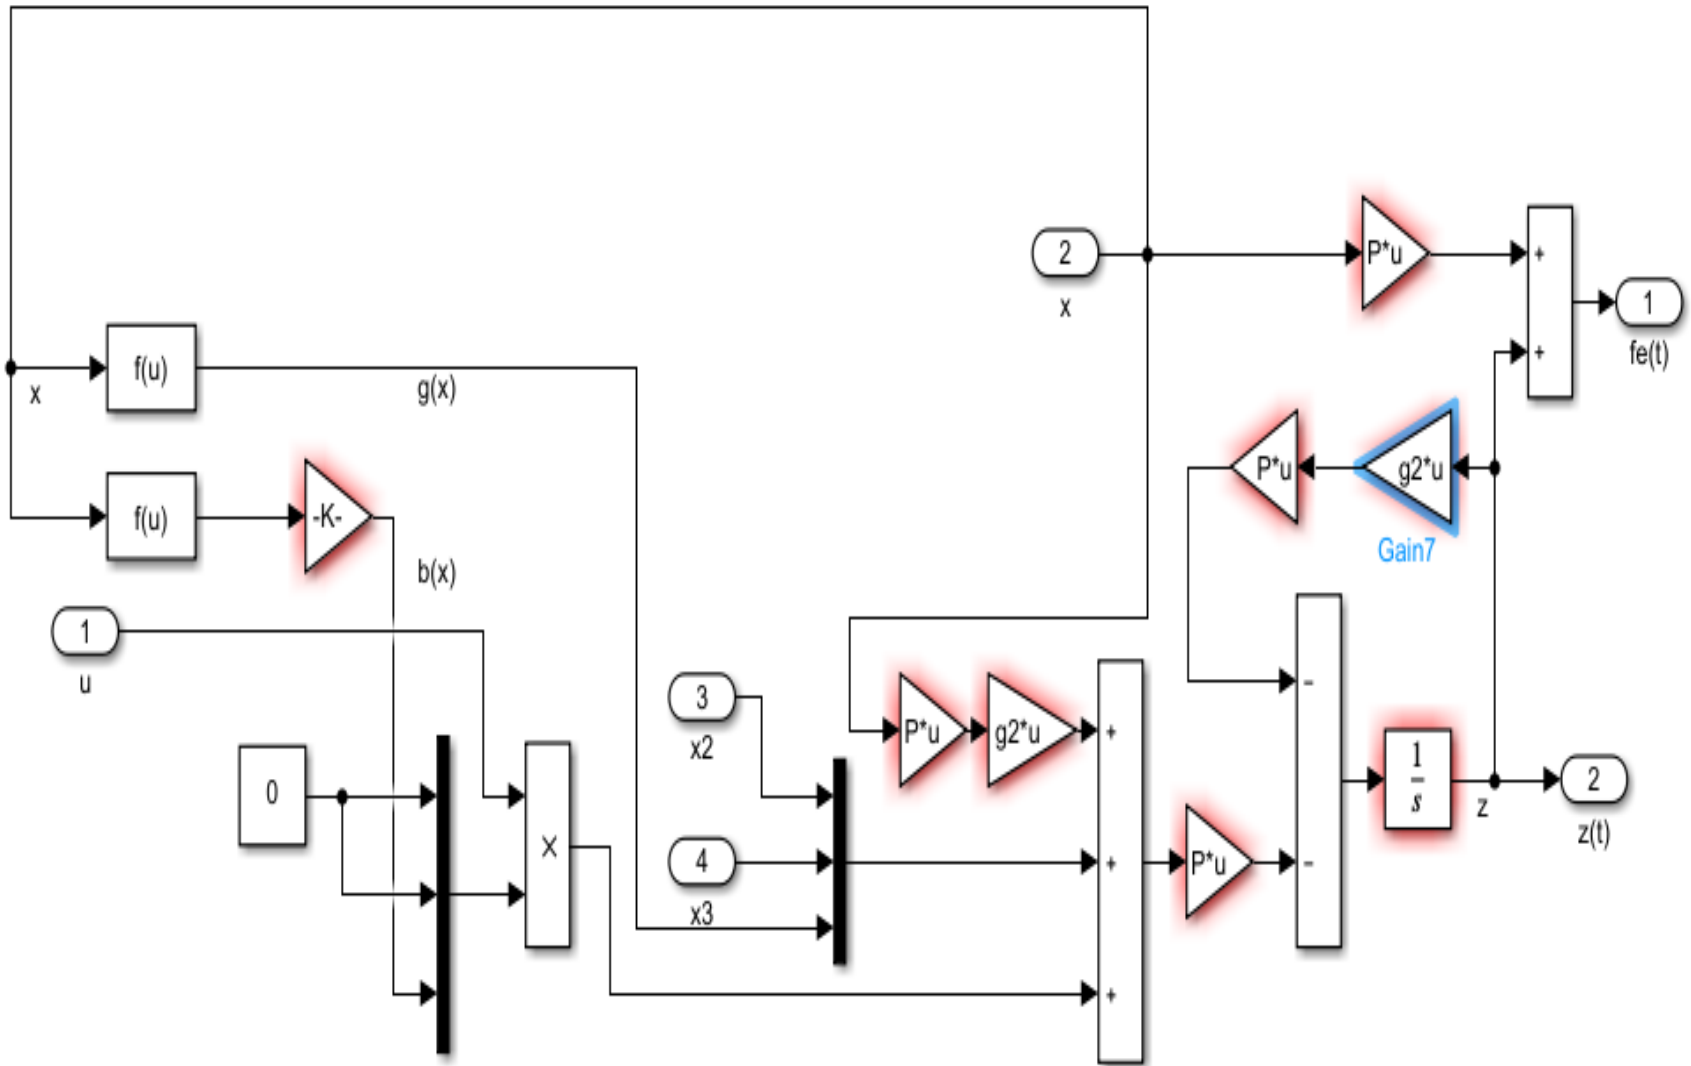 2
x
P*u
+
+
1
fe(t)
x
f(u)
g(x)
f(u)
-K-
b(x)
P*u
g2*u
Gain7
1
u
3
x2
P*u
g2*u
+
−
0
×
4
x3
+
P*u
−
1
s
z
2
z(t)
+